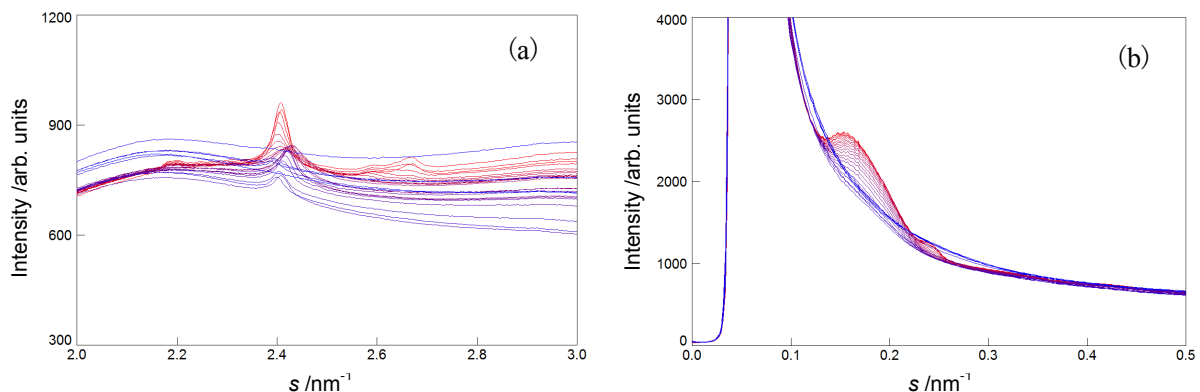 1200
900
600
300
2.0 2.2 2.4 2.6 2.8 3.0
Intensity /arb. units
s /nm⁻¹
(a)
4000
3000
2000
1000
0
0.0 0.1 0.2 0.3 0.4 0.5
Intensity /arb. units
s /nm⁻¹
(b)